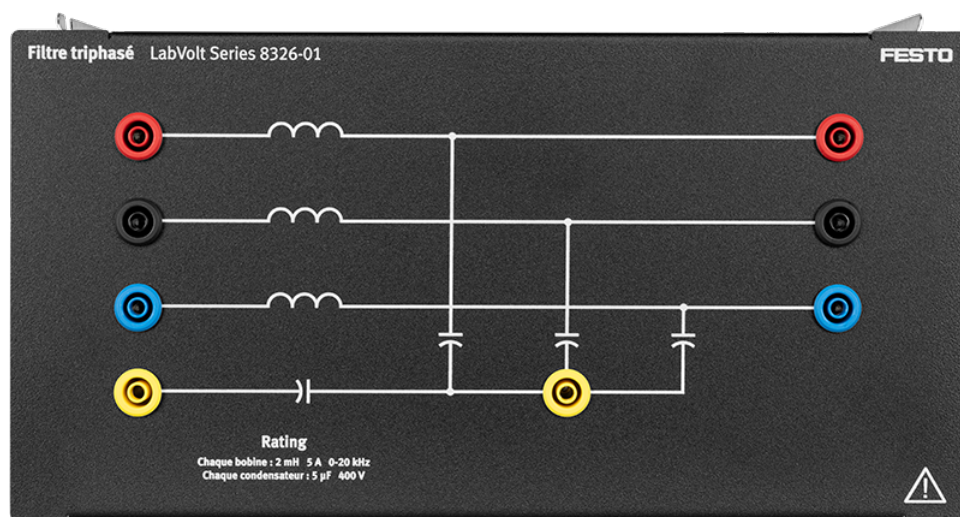 Filtre triphasé LabVolt Series 8326-01
FESTO
Rating
Chaque bobine : 2 mH 5 A 0-20 kHz
Chaque condensateur : 5 µF 400 V